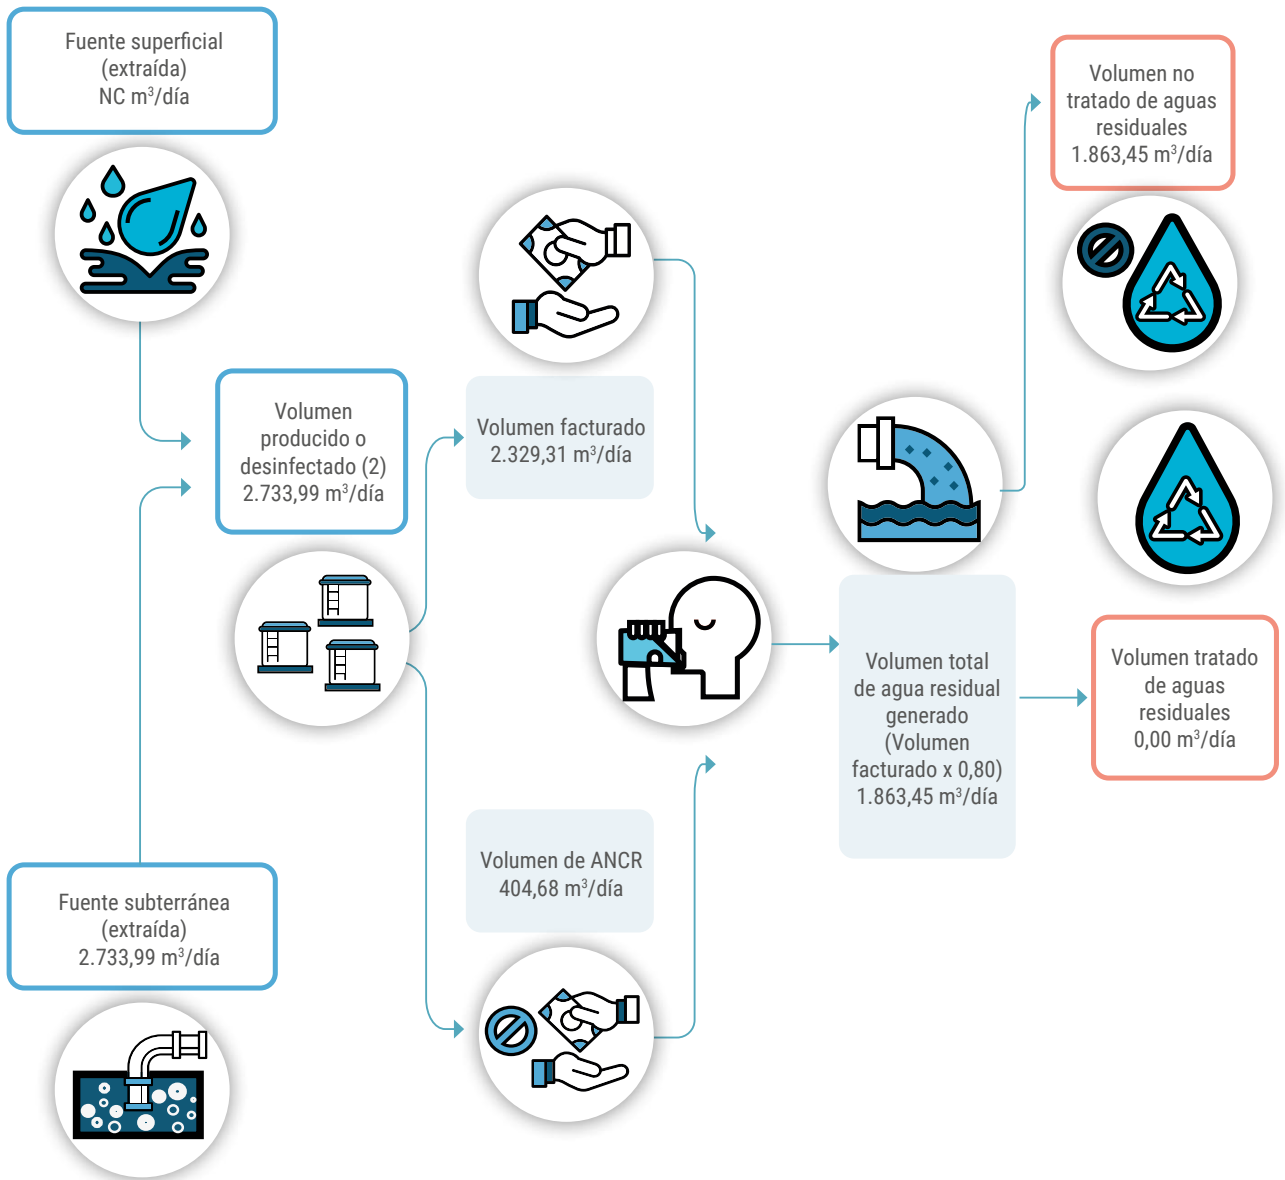 Fuente superficial
(extraída)
NC m³/día
Volumen
producido o
desinfectado (2)
2.733,99 m³/día
Fuente subterránea
(extraída)
2.733,99 m³/día
Volumen facturado
2.329,31 m³/día
Volumen de ANCR
404,68 m³/día
Volumen total
de agua residual
generado
(Volumen
facturado x 0,80)
1.863,45 m³/día
Volumen no
tratado de aguas
residuales
1.863,45 m³/día
Volumen tratado
de aguas
residuales
0,00 m³/día